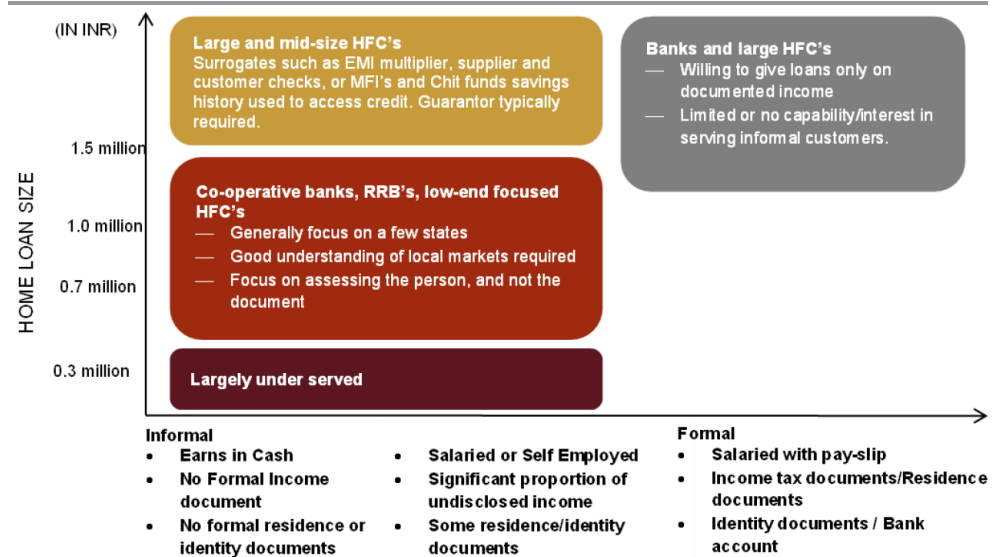 (IN INR)
Large and mid-size HFC's
Surrogates such as EMI multiplier, supplier and
customer checks, or MFI's and Chit funds savings
history used to access credit. Guarantor typically
required.
Banks and large HFC's
— Willing to give loans only on
documented income
— Limited or no capability/interest in
serving informal customers.
1.5 million
Co-operative banks, RRB's, low-end focused
HFC's
— Generally focus on a few states
— Good understanding of local markets required
— Focus on assessing the person, and not the
document
1.0 million
0.7 million
0.3 million
HOME LOAN SIZE
Largely under served
Informal
• Earns in Cash
• No Formal Income
document
• No formal residence or
identity documents
• Salaried or Self Employed
• Significant proportion of
undisclosed income
• Some residence/identity
documents
Formal
• Salaried with pay-slip
• Income tax documents/Residence
documents
• Identity documents / Bank
account